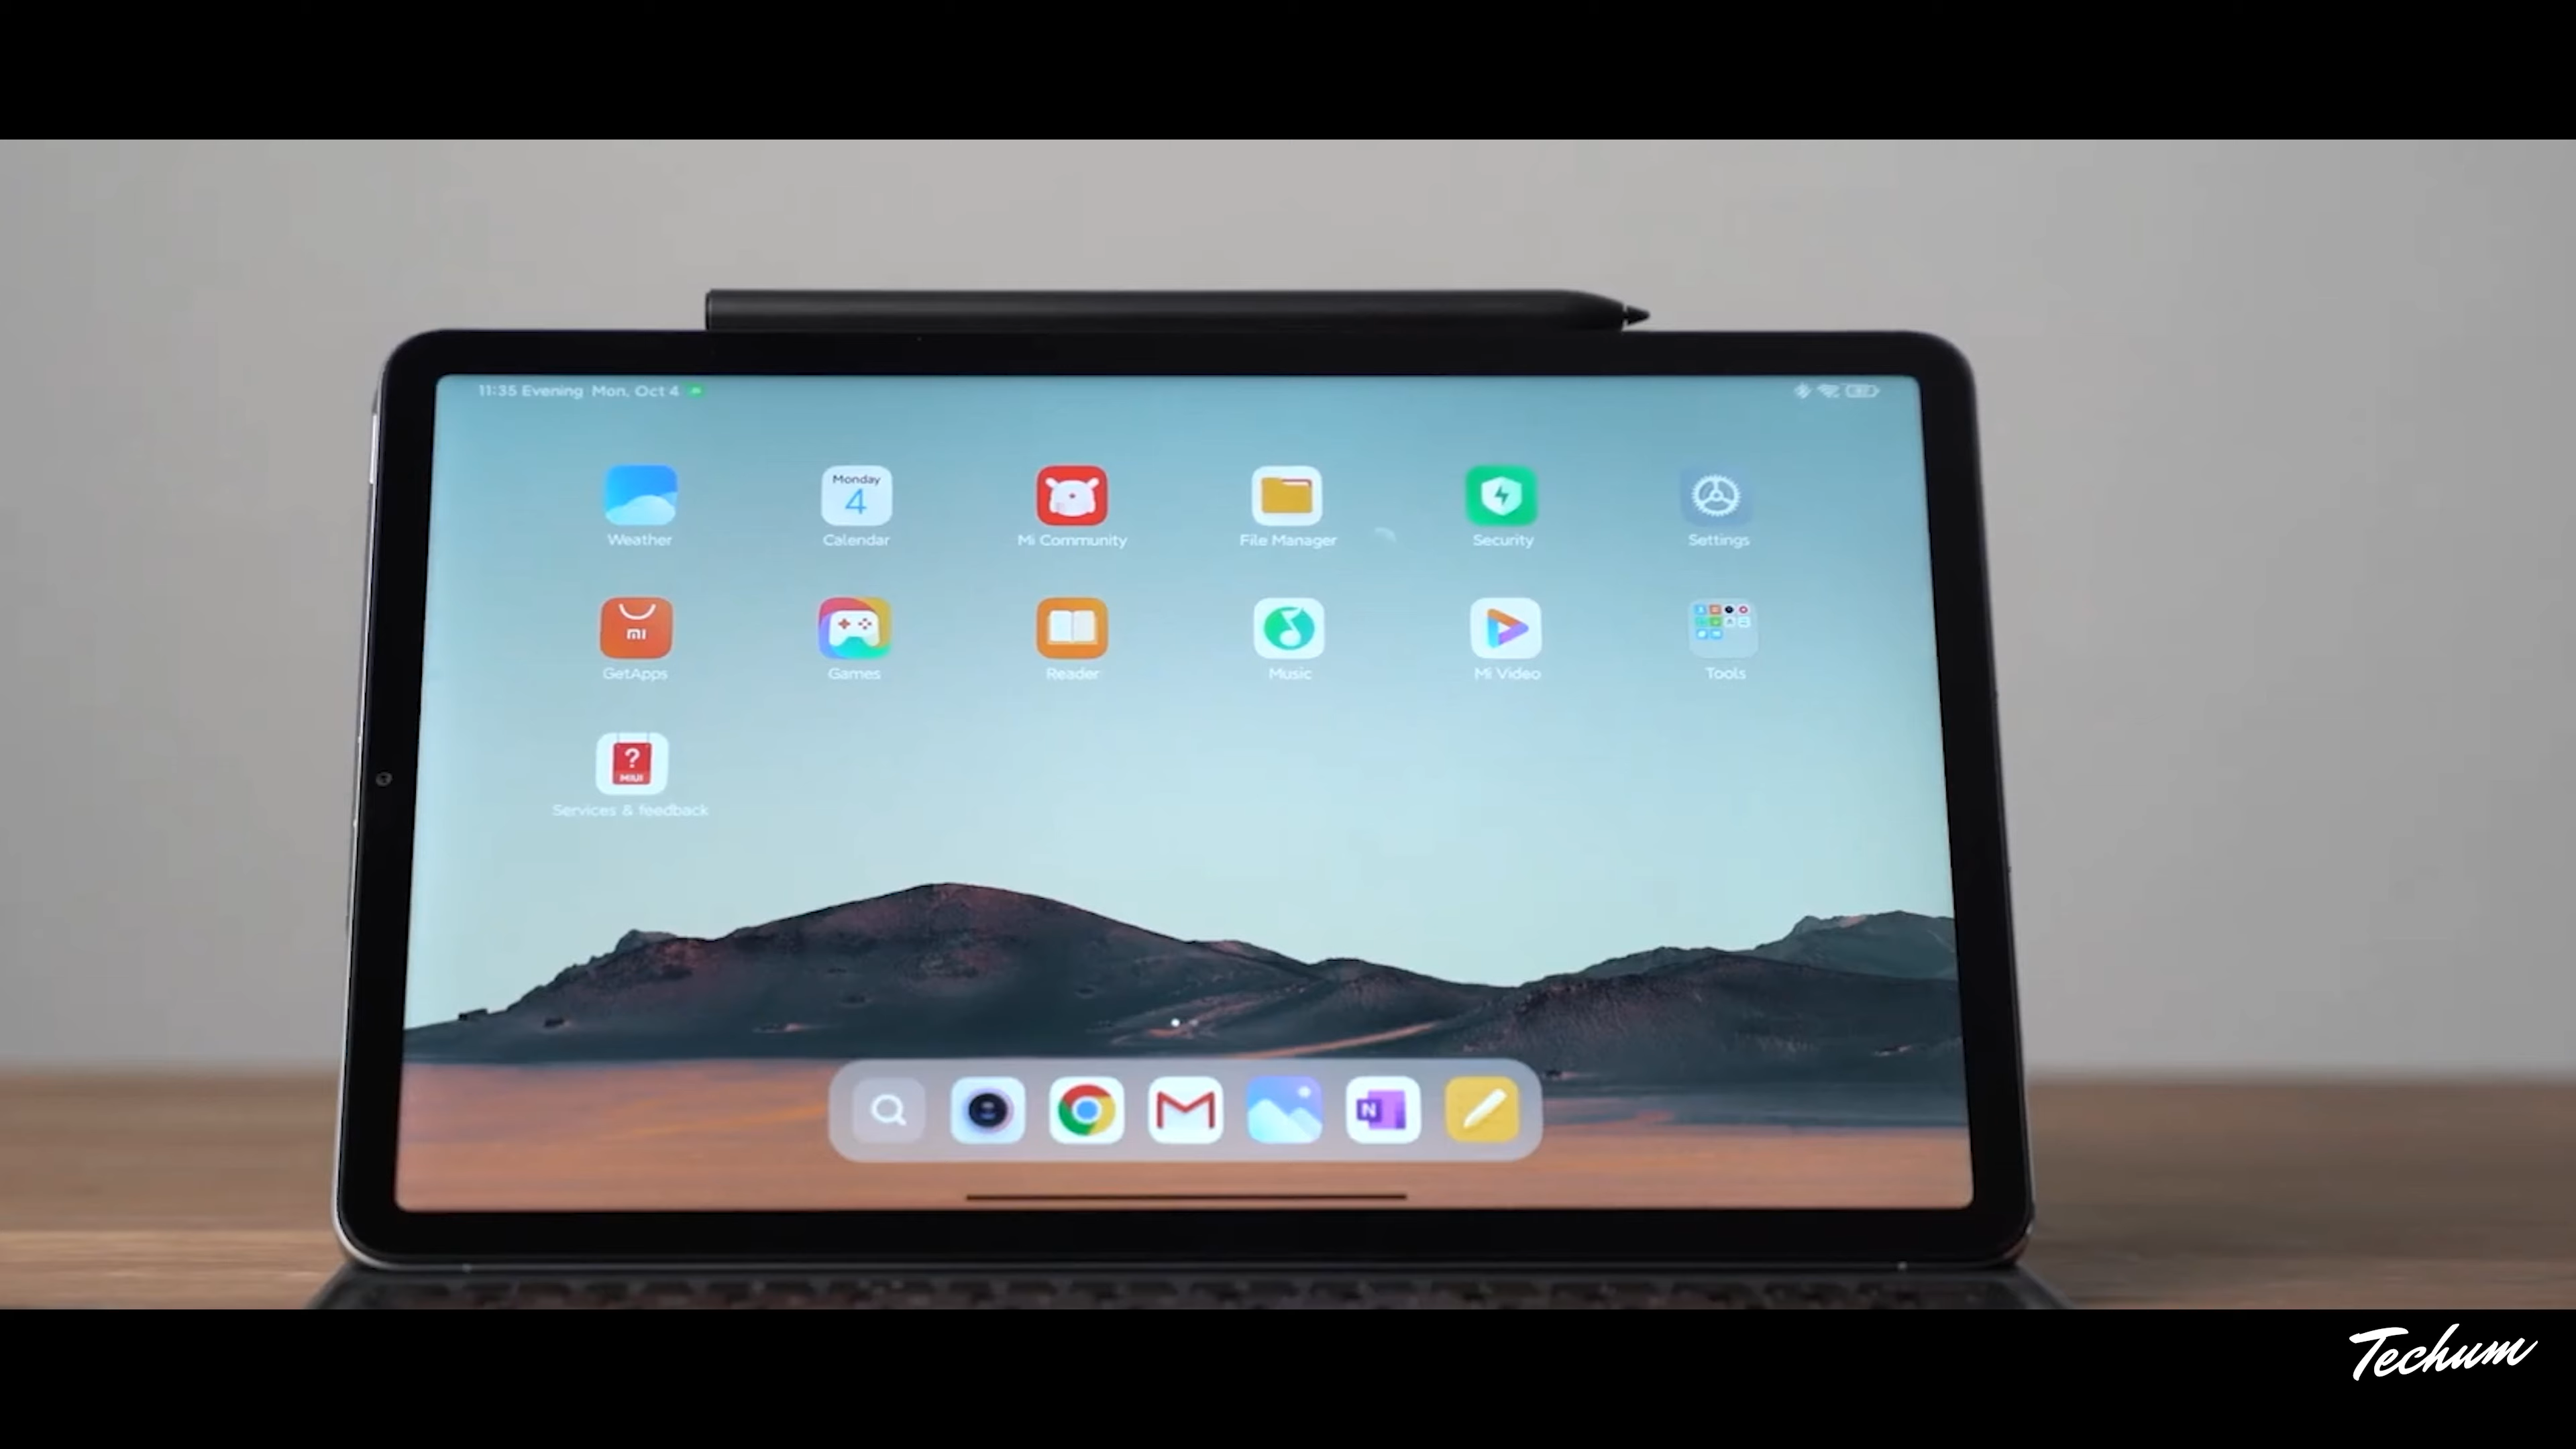 11:35 Evening Mon, Oct 4
Monday
4
Weather
Calendar
Mi Community
File Manager
Security
Settings
mi
GetApps
Games
Reader
Music
Mi Video
Tools
?
MIUI
Services & feedback
N
Techum